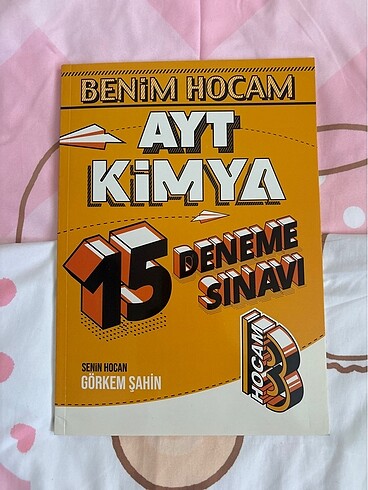 BENİM HOCAM
AYT
KİMYA
15 DENEME
SINAVI
SENİN HOCAN
GÖRKEM ŞAHİN
HOCAM
B